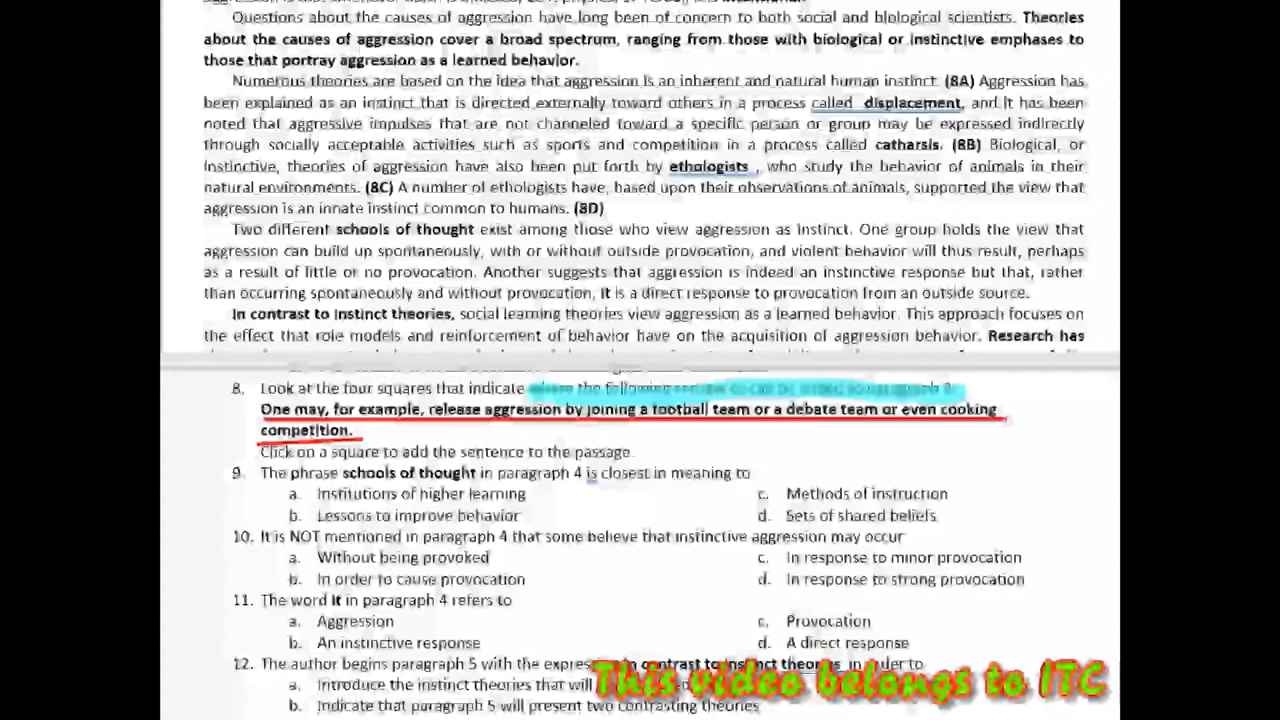 Questions about the causes of aggression have long been of concern to both social and biological scientists. Theories
about the causes of aggression cover a broad spectrum, ranging from those with biological or instinctive emphases to
those that portray aggression as a learned behavior.
Numerous theories are based on the idea that aggression is an inherent and natural human instinct. (8A) Aggression has
been explained as an instinct that is directed externally toward others in a process called displacement, and it has been
noted that aggressive impulses that are not channeled toward a specific person or group may be expressed indirectly
through socially acceptable activities such as sports and competition in a process called catharsis. (8B) Biological, or
instinctive, theories of aggression have also been put forth by ethologists , who study the behavior of animals in their
natural environments. (8C) A number of ethologists have, based upon their observations of animals, supported the view that
aggression is an innate instinct common to humans. (8D)
Two different schools of thought exist among those who view aggression as instinct. One group holds the view that
aggression can build up spontaneously, with or without outside provocation, and violent behavior will thus result, perhaps
as a result of little or no provocation. Another suggests that aggression is indeed an instinctive response but that, rather
than occurring spontaneously and without provocation, it is a direct response to provocation from an outside source.
In contrast to instinct theories, social learning theories view aggression as a learned behavior. This approach focuses on
the effect that role models and reinforcement of behavior have on the acquisition of aggression behavior. Research has
8. Look at the four squares that indicate where the following
One may, for example, release aggression by joining a football team or a debate team or even cooking
competition.
Click on a square to add the sentence to the passage.
9. The phrase schools of thought in paragraph 4 is closest in meaning to
a. Institutions of higher learning c. Methods of instruction
b. Lessons to improve behavior d. Sets of shared beliefs
10. It is NOT mentioned in paragraph 4 that some believe that instinctive aggression may occur
a. Without being provoked c. In response to minor provocation
b. In order to cause provocation d. In response to strong provocation
11. The word it in paragraph 4 refers to
a. Aggression c. Provocation
b. An instinctive response d. A direct response
12. The author begins paragraph 5 with the expression in contrast to instinct theories in order to
a. Introduce the instinct theories that will
b. Indicate that paragraph 5 will present two contrasting theories
This video belongs to ITC